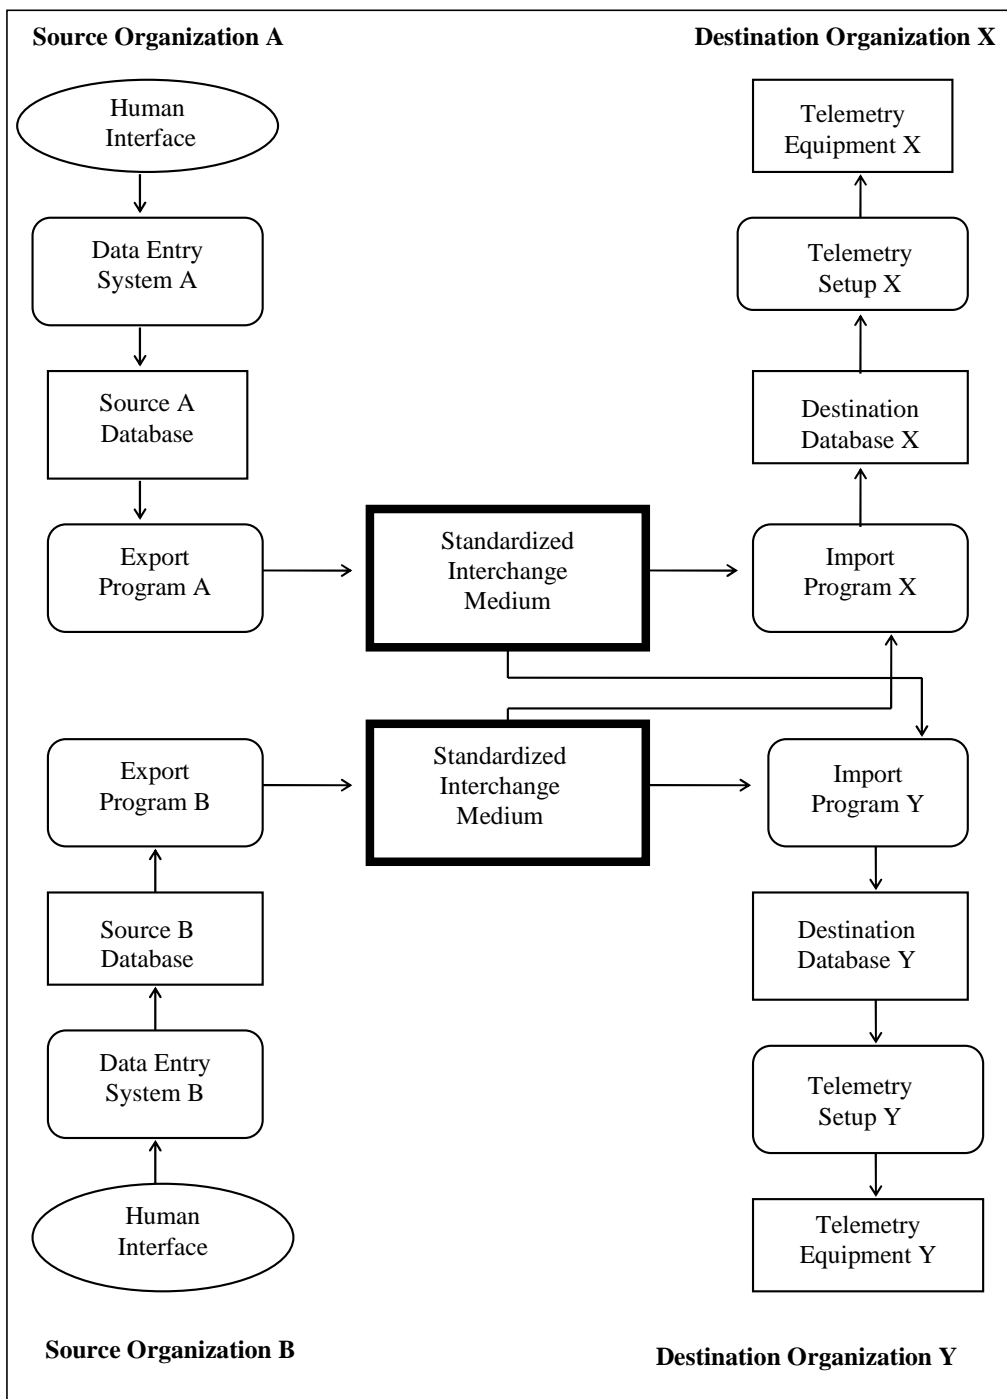 Source Organization A
Destination Organization X
Human
Interface
Telemetry
Equipment X
Data Entry
System A
Telemetry
Setup X
Source A
Database
Destination
Database X
Export
Program A
Standardized
Interchange
Medium
Import
Program X
Export
Program B
Standardized
Interchange
Medium
Import
Program Y
Source B
Database
Destination
Database Y
Data Entry
System B
Telemetry
Setup Y
Human
Interface
Telemetry
Equipment Y
Source Organization B
Destination Organization Y